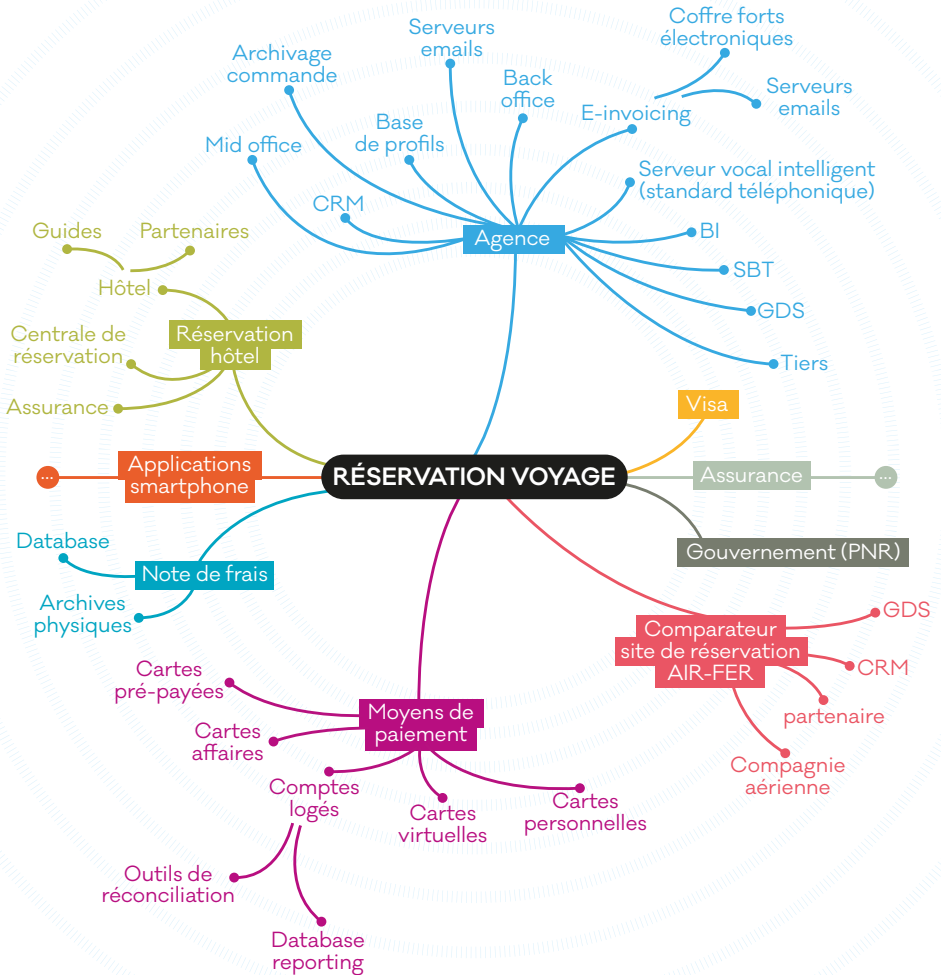 Coffre forts
électroniques
Serveurs
emails
Archivage
commande
Back
office
Serveurs
emails
E-invoicing
Base
de profils
Mid office
Serveur vocal intelligent
(standard téléphonique)
CRM
Guides
Partenaires
Agence
BI
SBT
Hôtel
GDS
Réservation
hôtel
Centrale de
réservation
Tiers
Assurance
Visa
Applications
smartphone
RÉSERVATION VOYAGE
Assurance
...
...
Database
Note de frais
Gouvernement (PNR)
Archives
physiques
GDS
Comparateur
site de réservation
AIR-FER
CRM
Cartes
pré-payées
Moyens de
paiement
partenaire
Cartes
affaires
Compagnie
aérienne
Comptes
logés
Cartes
virtuelles
Cartes
personnelles
Outils de
réconciliation
Database
reporting